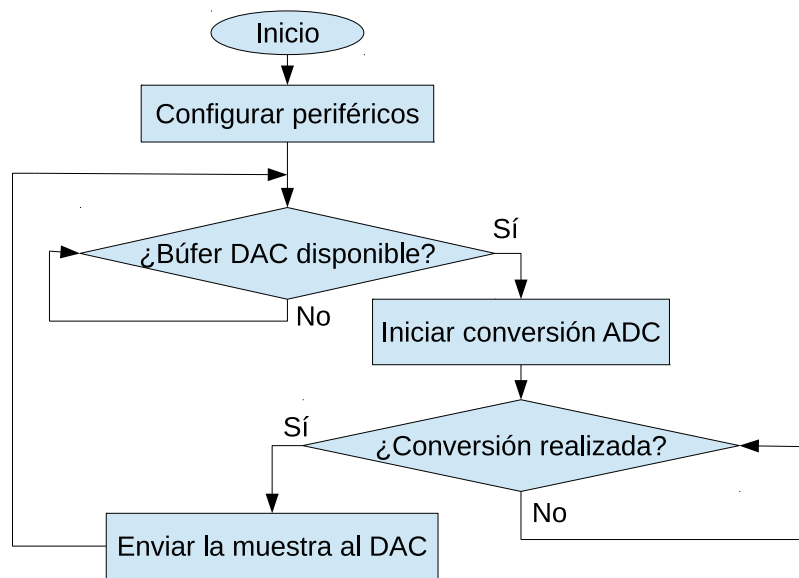 Inicio
Configurar periféricos
¿Búfer DAC disponible?
Sí
No
Iniciar conversión ADC
¿Conversión realizada?
Sí
No
Enviar la muestra al DAC